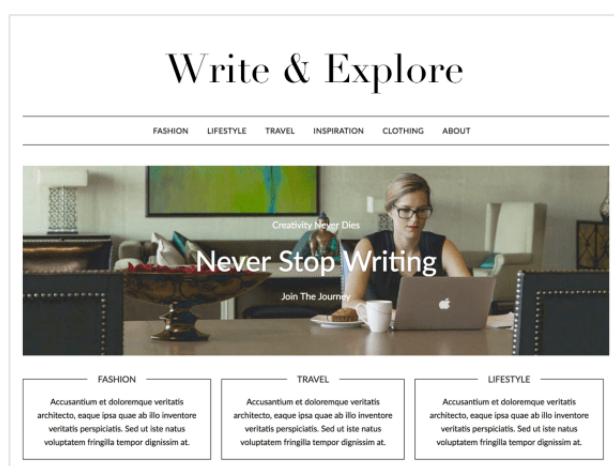 Write & Explore
FASHION LIFESTYLE TRAVEL INSPIRATION CLOTHING ABOUT
Creativity Never Dies
Never Stop Writing
Join The Journey
FASHION
Accusantium et doloremque veritatis
architecto, eaque ipsa quae ab illo inventore
veritatis perspiciatis. Sed ut iste natus
voluptatem fringilla tempor dignissim at.
TRAVEL
Accusantium et doloremque veritatis
architecto, eaque ipsa quae ab illo inventore
veritatis perspiciatis. Sed ut iste natus
voluptatem fringilla tempor dignissim at.
LIFESTYLE
Accusantium et doloremque veritatis
architecto, eaque ipsa quae ab illo inventore
veritatis perspiciatis. Sed ut iste natus
voluptatem fringilla tempor dignissim at.